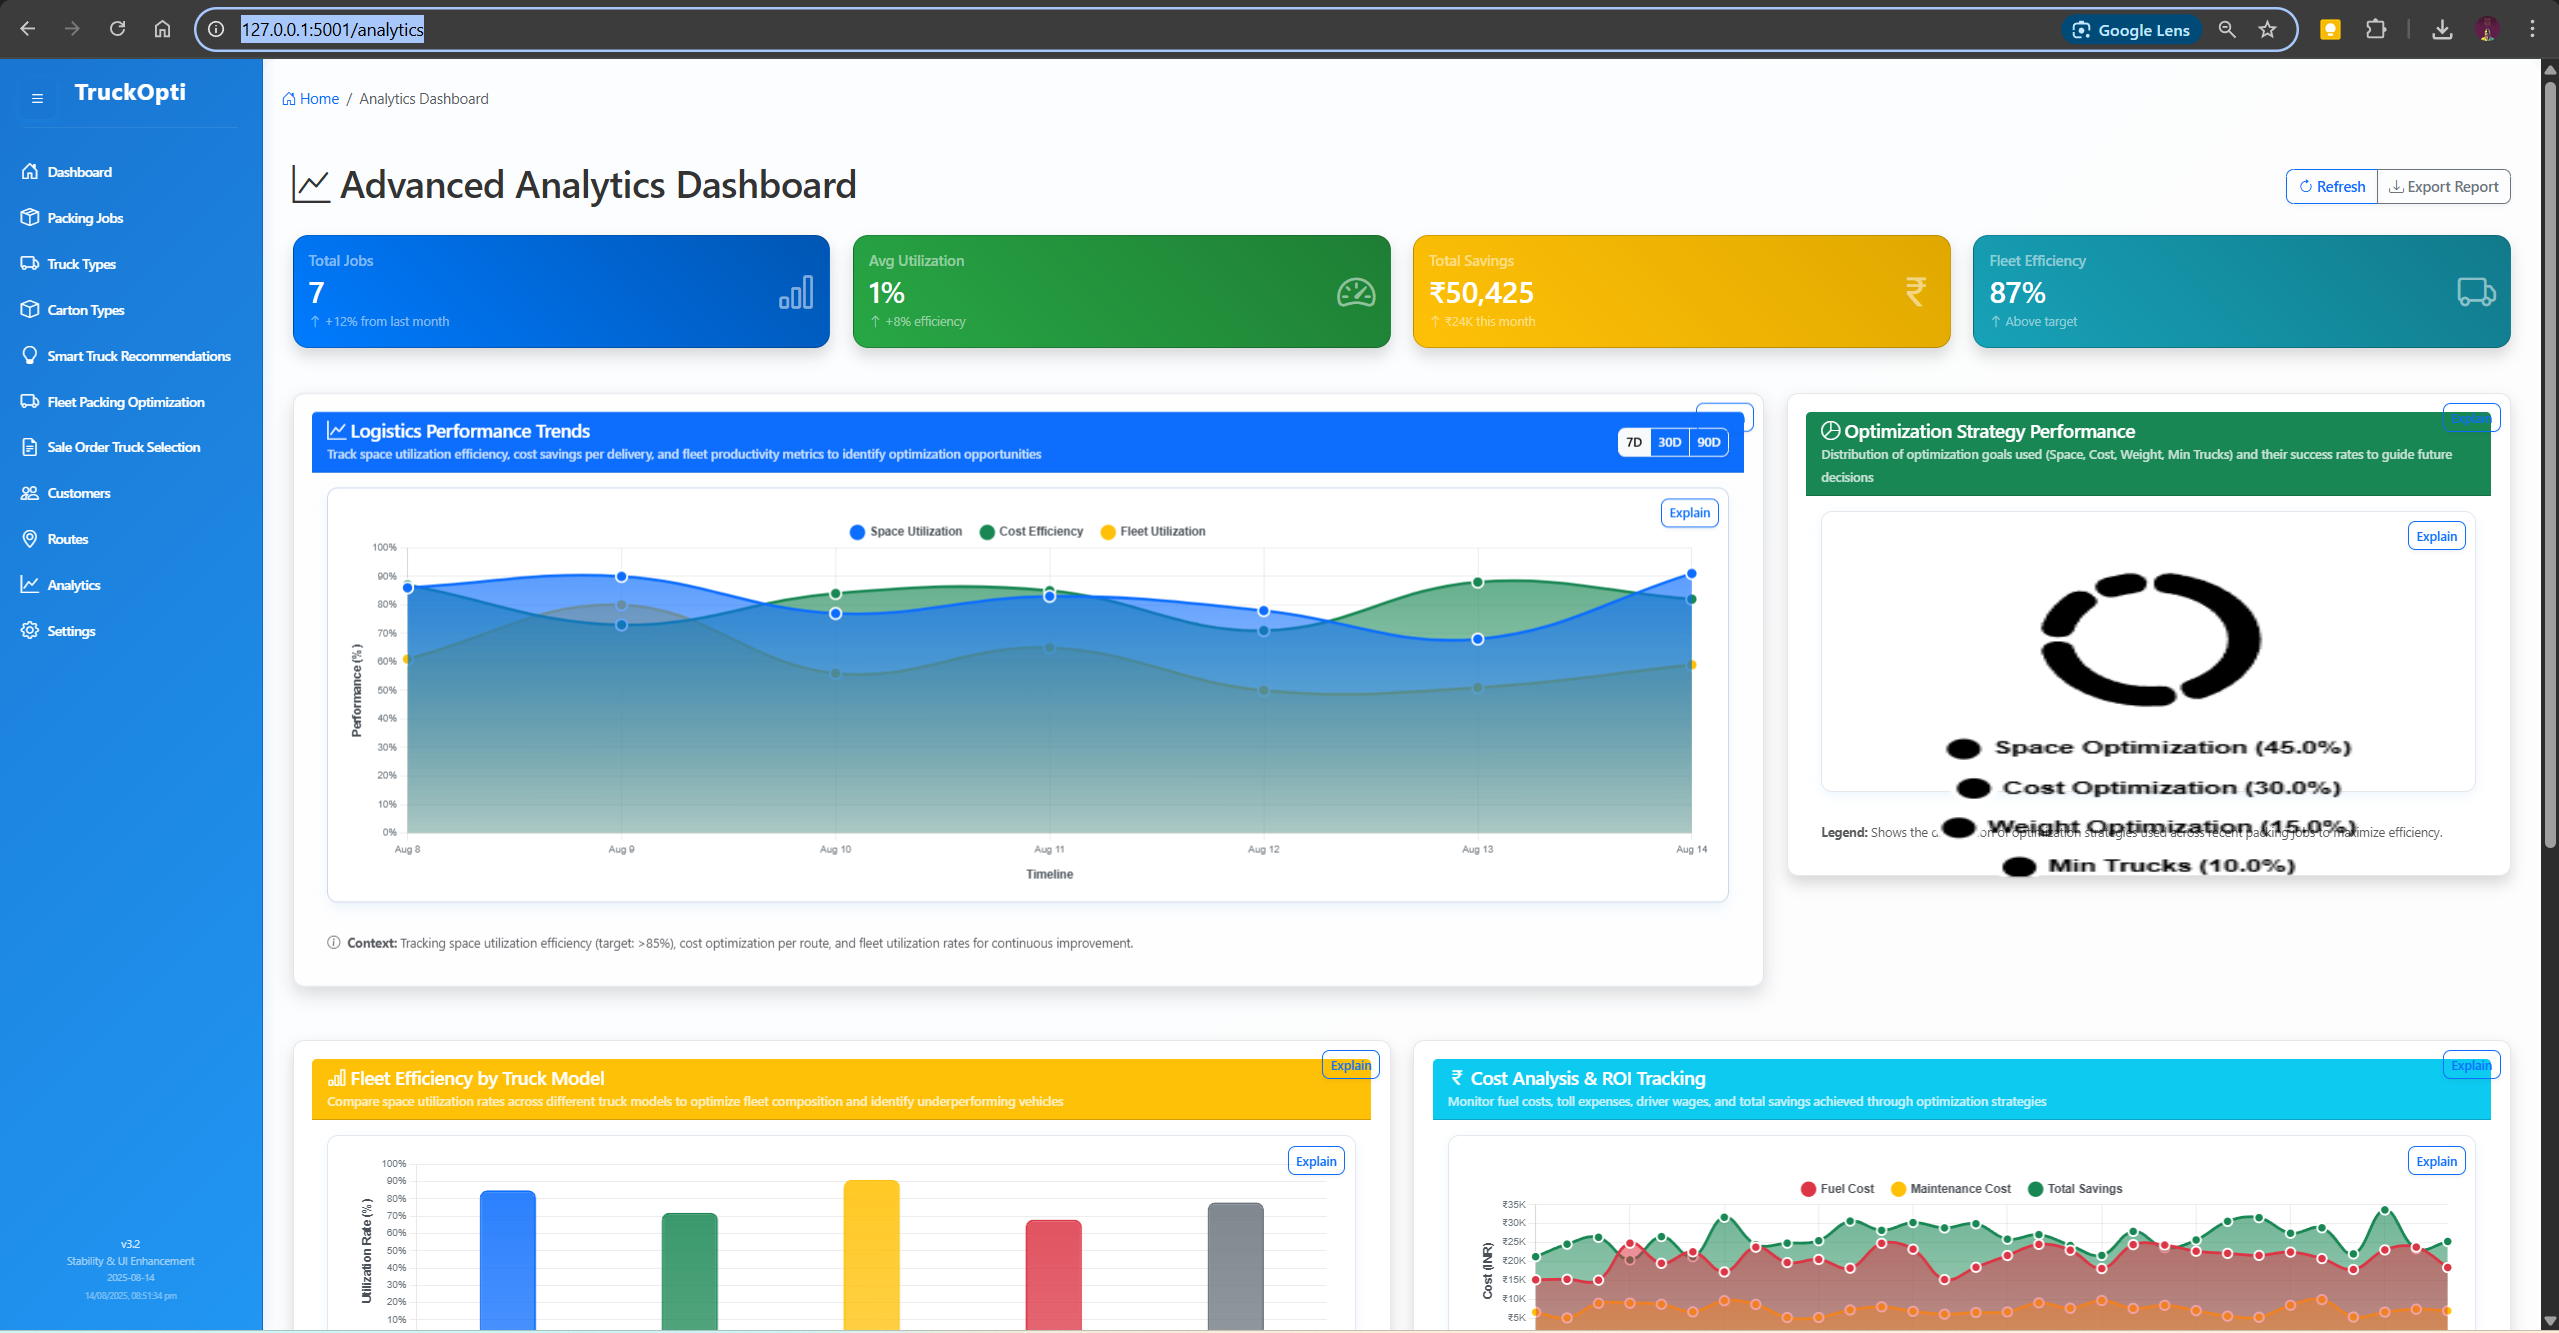 127.0.0.1:5001/analytics
Google Lens
TruckOpti
Dashboard
Packing Jobs
Truck Types
Carton Types
Smart Truck Recommendations
Fleet Packing Optimization
Sale Order Truck Selection
Customers
Routes
Analytics
Settings
v3.2
Stability & UI Enhancement
2025-08-14
14/08/2025, 08:51:34 pm
Home / Analytics Dashboard
Advanced Analytics Dashboard
Refresh
Export Report
Total Jobs
7
↑ +12% from last month
Avg Utilization
1%
↑ +8% efficiency
Total Savings
₹50,425
↑ ₹24K this month
₹
Fleet Efficiency
87%
↑ Above target
Logistics Performance Trends
Track space utilization efficiency, cost savings per delivery, and fleet productivity metrics to identify optimization opportunities
7D 30D 90D
Explain
Space Utilization Cost Efficiency Fleet Utilization
100%
90%
80%
70%
60%
50%
40%
30%
20%
10%
0%
Performance (%)
Aug 8 Aug 9 Aug 10 Aug 11 Aug 12 Aug 13 Aug 14
Timeline
Context: Tracking space utilization efficiency (target: >85%), cost optimization per route, and fleet utilization rates for continuous improvement.
Explain
Optimization Strategy Performance
Distribution of optimization goals used (Space, Cost, Weight, Min Trucks) and their success rates to guide future
decisions
Explain
Space Optimization (45.0%)
Cost Optimization (30.0%)
Weight Optimization (15.0%)
Min Trucks (10.0%)
Legend: Shows the of optimization strategies used across recent packing jobs to maximize efficiency.
Explain
Fleet Efficiency by Truck Model
Compare space utilization rates across different truck models to optimize fleet composition and identify underperforming vehicles
Explain
100%
90%
80%
70%
60%
50%
40%
30%
20%
10%
Utilization Rate (%)
Explain
₹ Cost Analysis & ROI Tracking
Monitor fuel costs, toll expenses, driver wages, and total savings achieved through optimization strategies
Explain
Fuel Cost Maintenance Cost Total Savings
₹35K
₹30K
₹25K
₹20K
₹15K
₹10K
₹5K
Cost (INR)